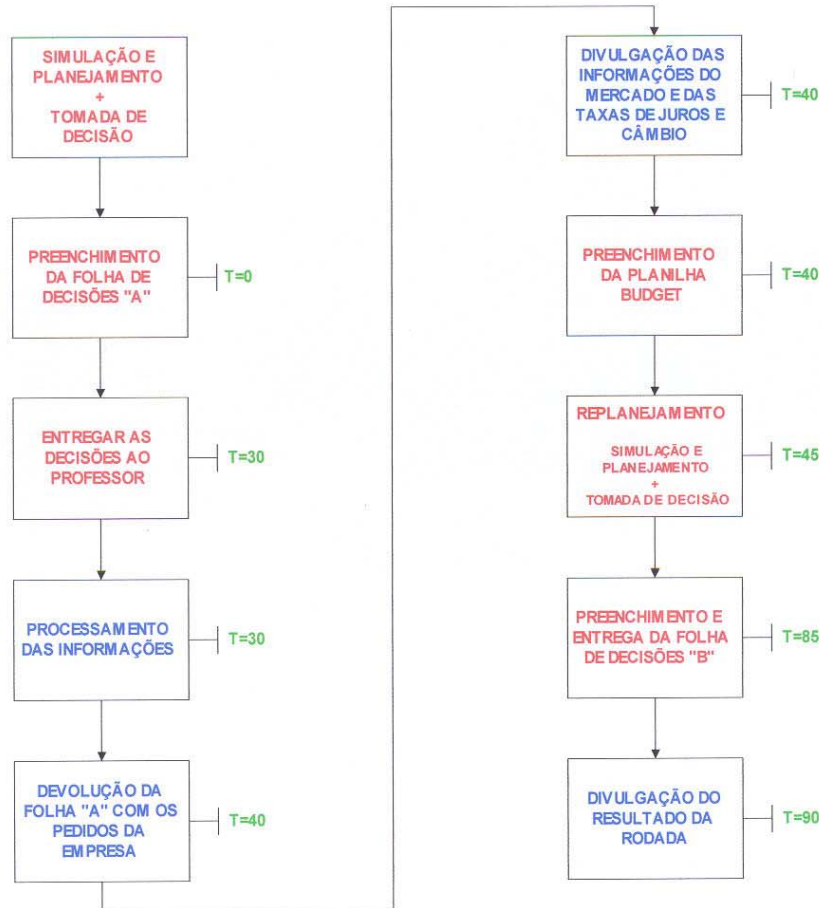 SIMULAÇÃO E
PLANEJAMENTO
+
TOMADA DE
DECISÃO
PREENCHIMENTO
DA FOLHA DE
DECISÕES "A"
T=0
ENTREGAR AS
DECISÕES AO
PROFESSOR
T=30
PROCESSAMENTO
DAS INFORMAÇÕES
T=30
DEVOLUÇÃO DA
FOLHA "A" COM OS
PEDIDOS DA
EMPRESA
T=40
DIVULGAÇÃO DAS
INFORMAÇÕES DO
MERCADO E DAS
TAXAS DE JUROS E
CÂMBIO
T=40
PREENCHIMENTO
DA PLANILHA
BUDGET
T=40
REPLANEJAMENTO
SIMULAÇÃO E
PLANEJAMENTO
+
TOMADA DE DECISÃO
T=45
PREENCHIMENTO E
ENTREGA DA FOLHA
DE DECISÕES "B"
T=85
DIVULGAÇÃO DO
RESULTADO DA
RODADA
T=90